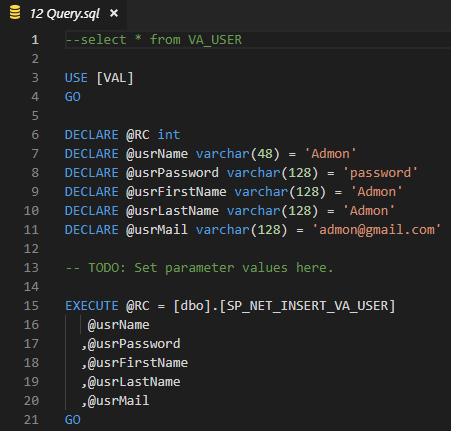 12 Query.sql ×
1 --select * from VA_USER
2
3 USE [VAL]
4 GO
5
6 DECLARE @RC int
7 DECLARE @usrName varchar(48) = 'Admon'
8 DECLARE @usrPassword varchar(128) = 'password'
9 DECLARE @usrFirstName varchar(128) = 'Admon'
10 DECLARE @usrLastName varchar(128) = 'Admon'
11 DECLARE @usrMail varchar(128) = 'admon@gmail.com'
12
13 -- TODO: Set parameter values here.
14
15 EXECUTE @RC = [dbo].[SP_NET_INSERT_VA_USER]
16 @usrName
17 ,@usrPassword
18 ,@usrFirstName
19 ,@usrLastName
20 ,@usrMail
21 GO